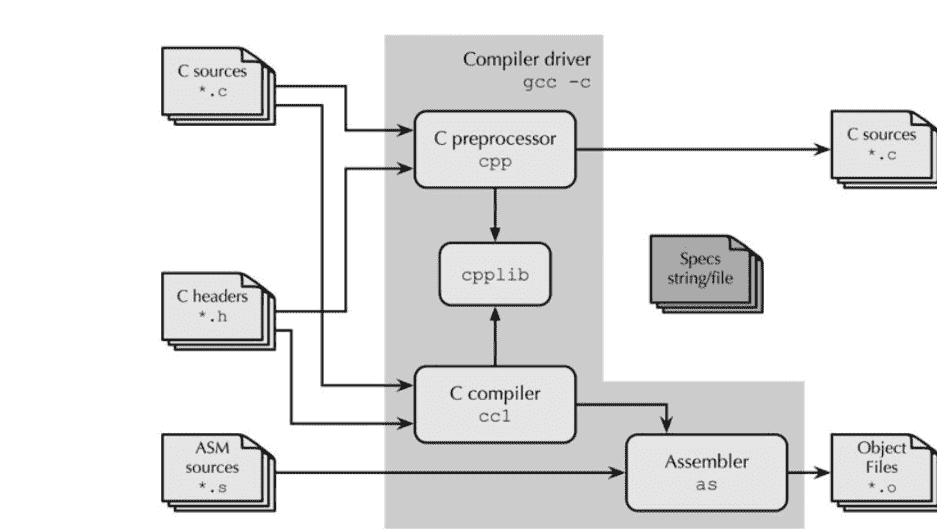 C sources
*.c
Compiler driver
gcc -c
C preprocessor
cpp
C sources
*.c
cpplib
Specs
string/file
C headers
*.h
C compiler
cc1
ASM
sources
*.s
Assembler
as
Object
Files
*.o